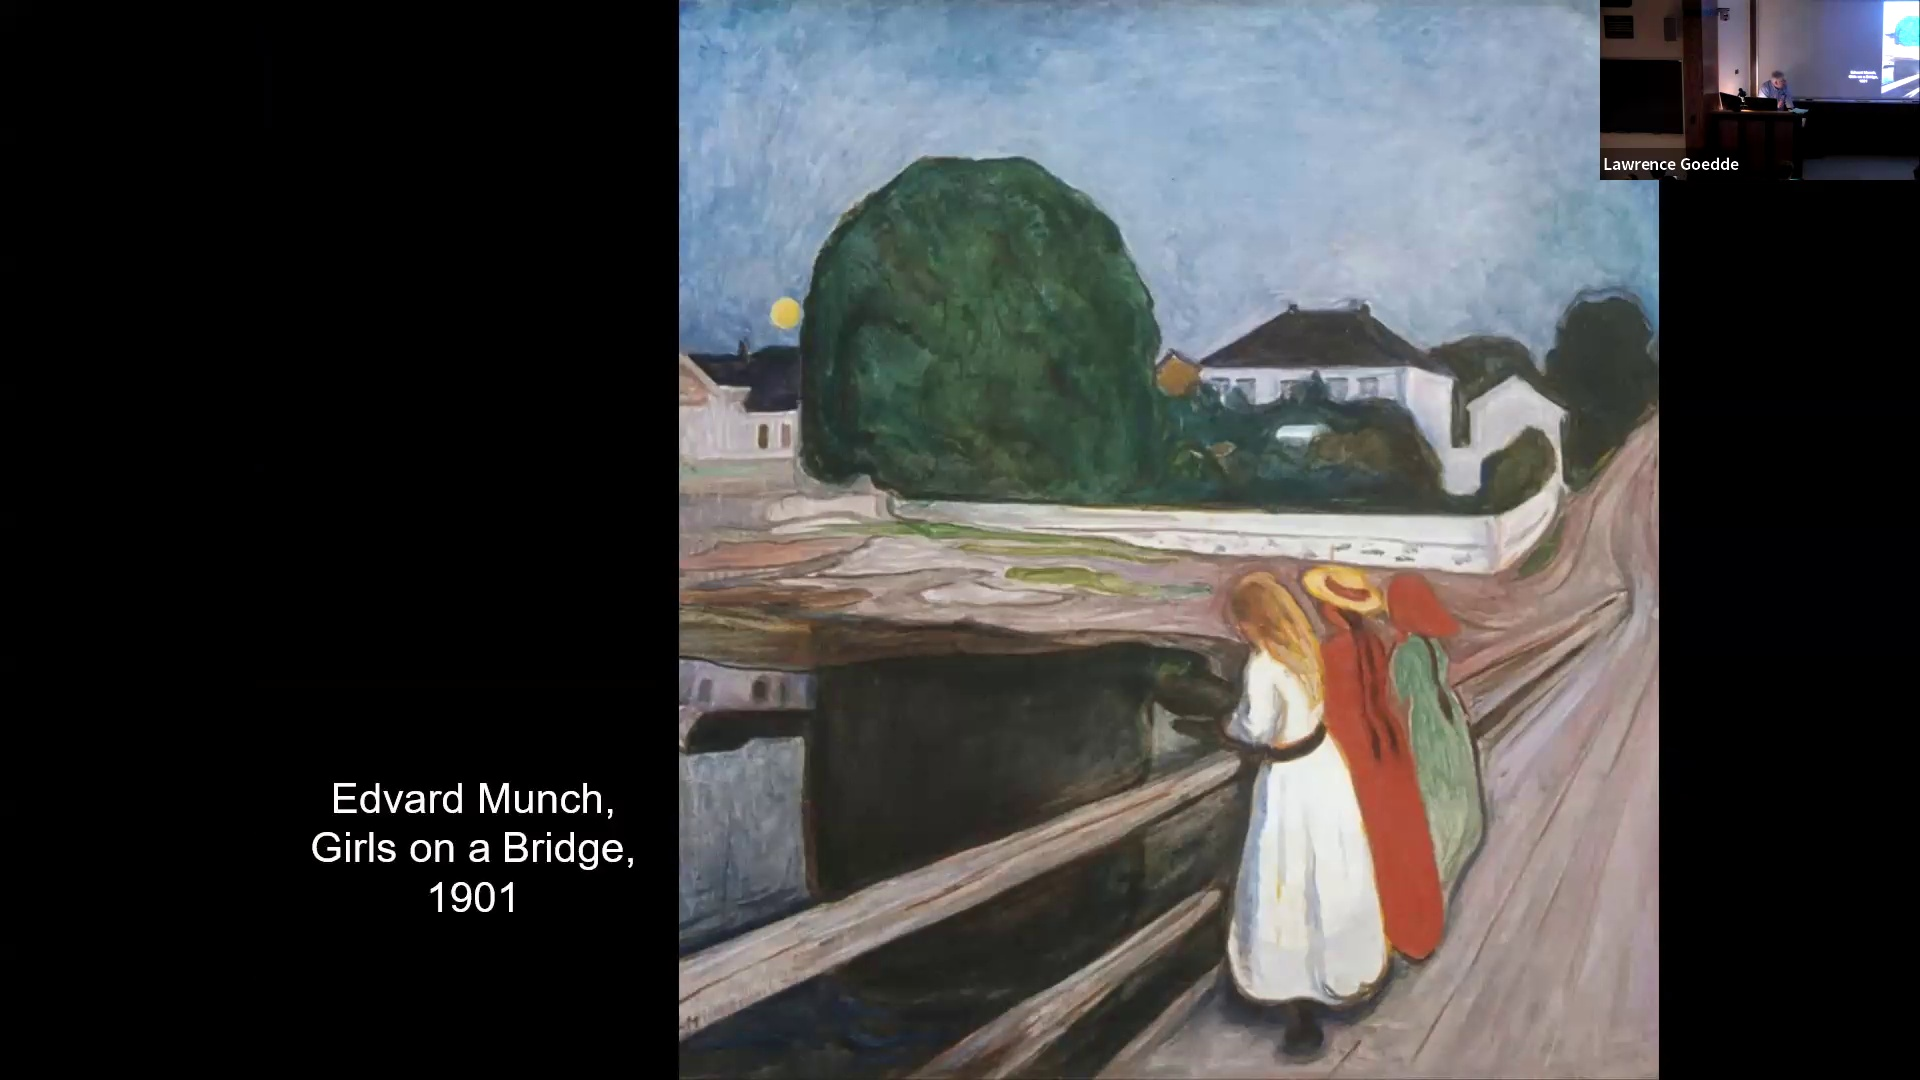 Lawrence Goedde
Edvard Munch,
Girls on a Bridge,
1901